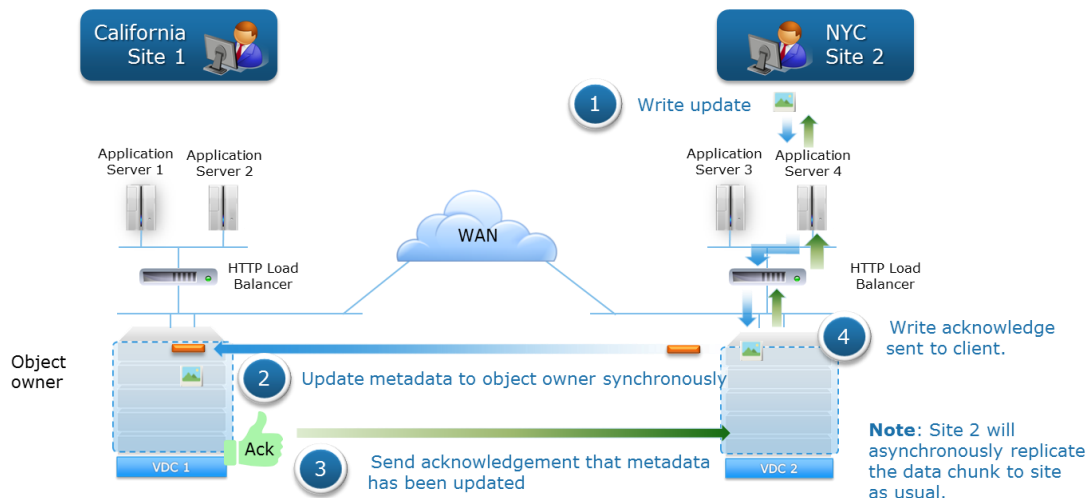 California
Site 1
NYC
Site 2
1
Write update
Application
Server 1
Application
Server 2
Application
Server 3
Application
Server 4
WAN
HTTP Load
Balancer
HTTP Load
Balancer
Object
owner
4
Write acknowledge
sent to client.
2
Update metadata to object owner synchronously
Ack
3
Send acknowledgement that metadata
has been updated
VDC 1
VDC 2
Note: Site 2 will
asynchronously replicate
the data chunk to site
as usual.